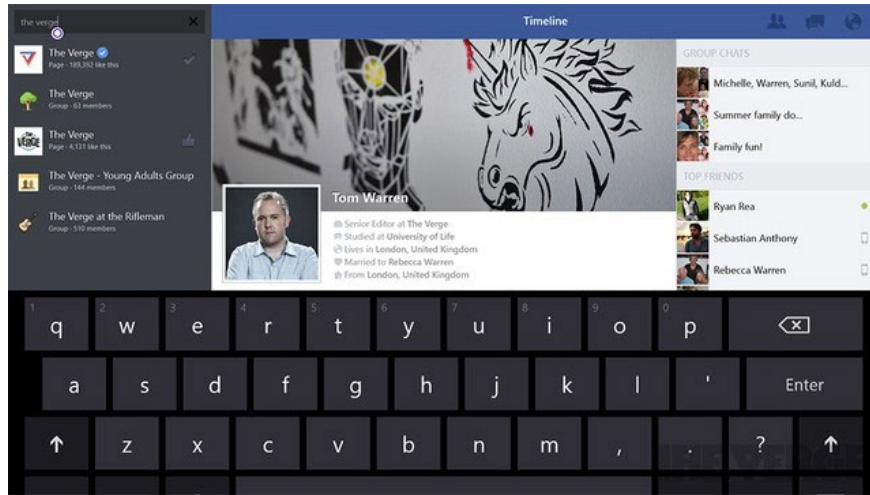 the verge
Timeline
The Verge
Page · 189,392 like this
The Verge
Group · 63 members
The Verge
Page · 4,131 like this
THE VERGE
The Verge - Young Adults Group
Group · 144 members
The Verge at the Rifleman
Group · 510 members
Tom Warren
Senior Editor at The Verge
Studied at University of Life
Lives in London, United Kingdom
Married to Rebecca Warren
From London, United Kingdom
GROUP CHATS
Michelle, Warren, Sunil, Kuld...
Summer family do...
Family fun!
TOP FRIENDS
Ryan Rea
Sebastian Anthony
Rebecca Warren
1 2 3 4 5 6 7 8 9 0
q w e r t y u i o p
a s d f g h j k l ' Enter
z x c v b n m , . ?
THE VERGE